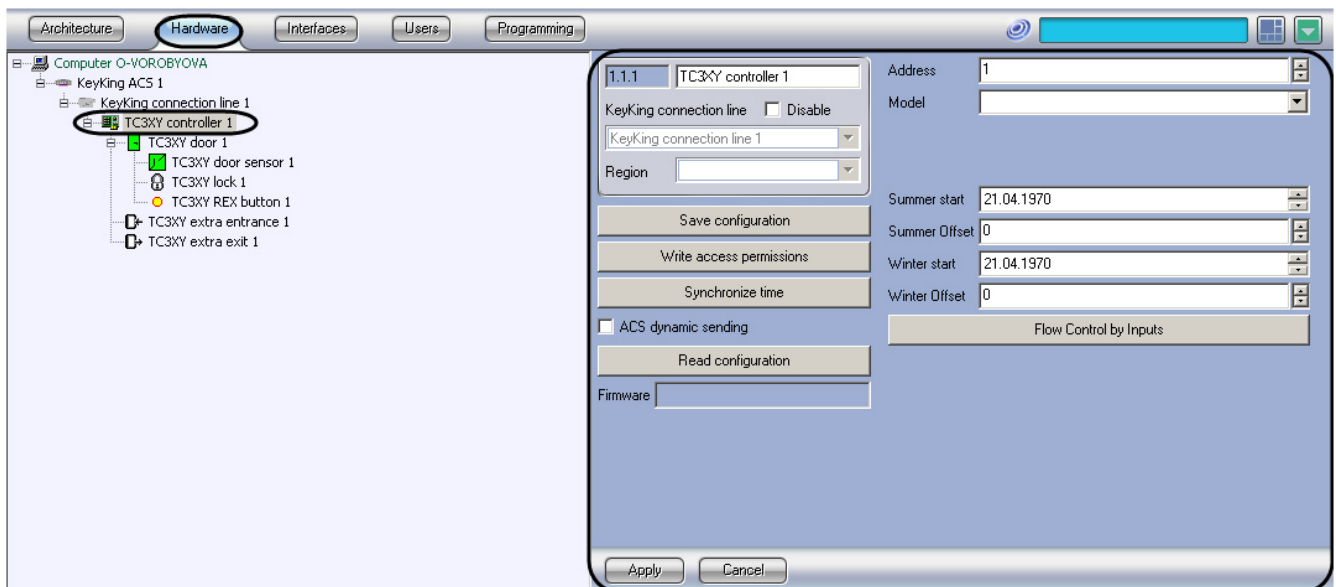 Architecture Hardware Interfaces Users Programming
Computer O-VOROBYOVA
KeyKing ACS 1
KeyKing connection line 1
TC3XY controller 1
TC3XY door 1
TC3XY door sensor 1
TC3XY lock 1
TC3XY REX button 1
TC3XY extra entrance 1
TC3XY extra exit 1
1.1.1 TC3XY controller 1
KeyKing connection line Disable
KeyKing connection line 1
Region
Save configuration
Write access permissions
Synchronize time
ACS dynamic sending
Read configuration
Firmware
Address 1
Model
Summer start 21.04.1970
Summer Offset 0
Winter start 21.04.1970
Winter Offset 0
Flow Control by Inputs
Apply Cancel